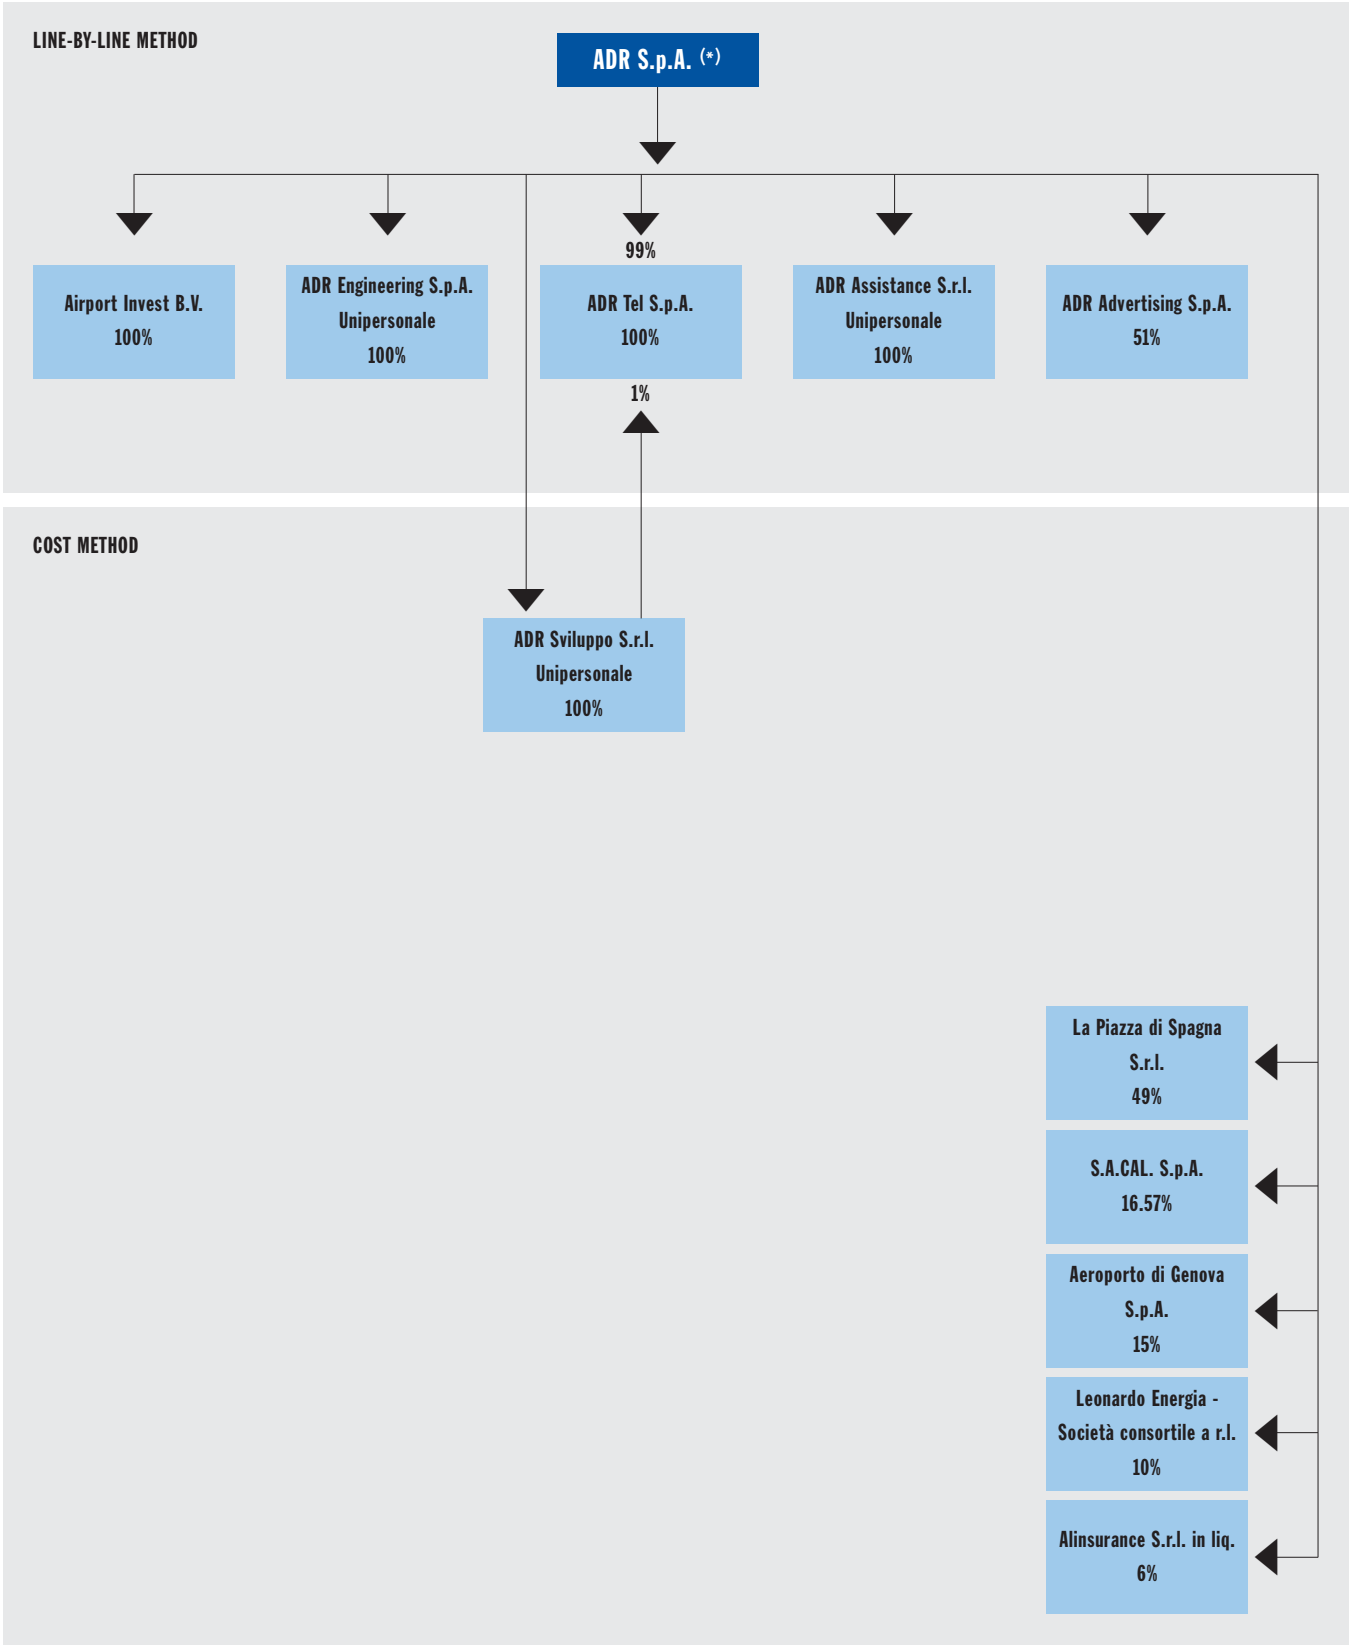 LINE-BY-LINE METHOD
ADR S.p.A. (*)
99%
Airport Invest B.V.
100%
ADR Engineering S.p.A.
Unipersonale
100%
ADR Tel S.p.A.
100%
ADR Assistance S.r.l.
Unipersonale
100%
ADR Advertising S.p.A.
51%
1%
COST METHOD
ADR Sviluppo S.r.l.
Unipersonale
100%
La Piazza di Spagna
S.r.l.
49%
S.A.CAL. S.p.A.
16.57%
Aeroporto di Genova
S.p.A.
15%
Leonardo Energia -
Società consortile a r.l.
10%
Alinsurance S.r.l. in liq.
6%